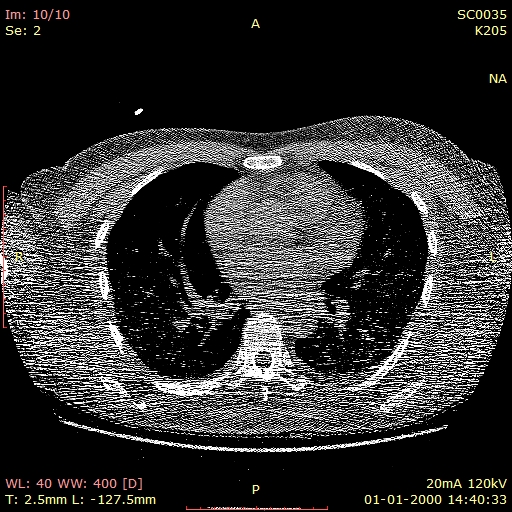 Im: 10/10
Se: 2
A
SC0035
K205
NA
R
L
WL: 40 WW: 400 [D]
T: 2.5mm L: -127.5mm
P
20mA 120kV
01-01-2000 14:40:33